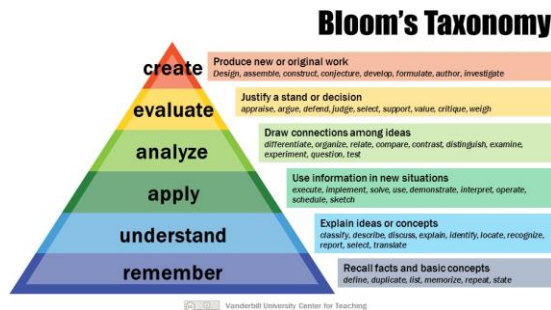 Bloom's Taxonomy
create
Produce new or original work
Design, assemble, construct, conjecture, develop, formulate, author, investigate
evaluate
Justify a stand or decision
appraise, argue, defend, judge, select, support, value, critique, weigh
analyze
Draw connections among ideas
differentiate, organize, relate, compare, contrast, distinguish, examine,
experiment, question, test
apply
Use information in new situations
execute, implement, solve, use, demonstrate, interpret, operate,
schedule, sketch
understand
Explain ideas or concepts
classify, describe, discuss, explain, identify, locate, recognize,
report, select, translate
remember
Recall facts and basic concepts
define, duplicate, list, memorize, repeat, state
Vanderbilt University Center for Teaching